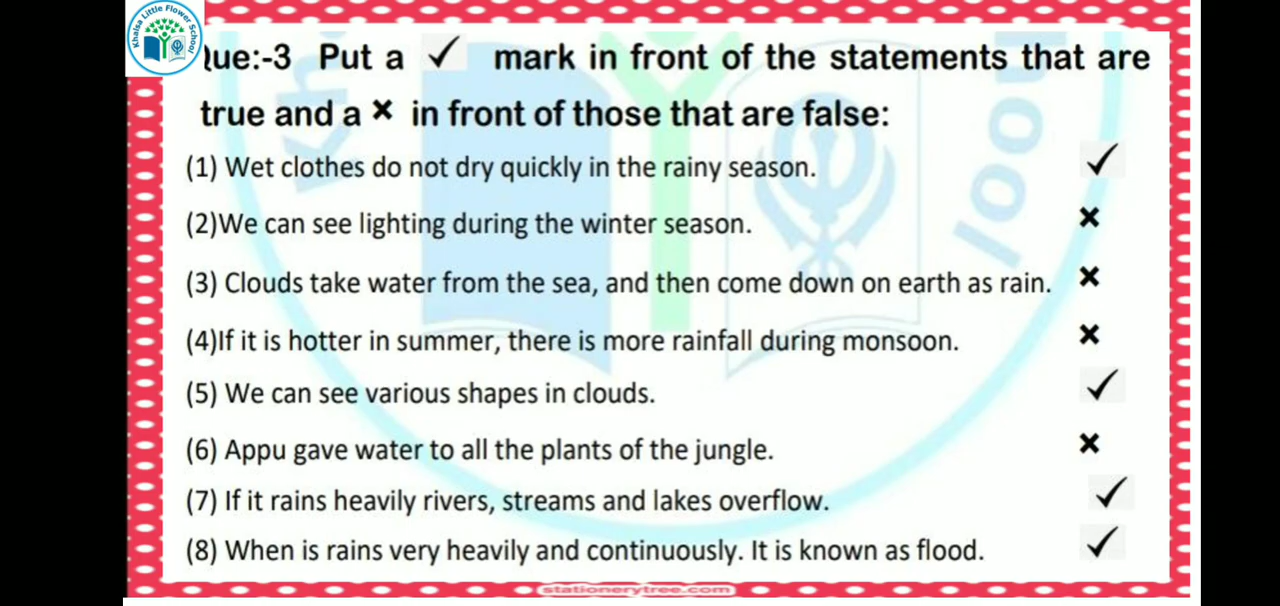 Khalsa Little Flower School
Que:-3 Put a ✓ mark in front of the statements that are
true and a × in front of those that are false:
(1) Wet clothes do not dry quickly in the rainy season. ✓
(2)We can see lighting during the winter season. ×
(3) Clouds take water from the sea, and then come down on earth as rain. ×
(4)If it is hotter in summer, there is more rainfall during monsoon. ×
(5) We can see various shapes in clouds. ✓
(6) Appu gave water to all the plants of the jungle. ×
(7) If it rains heavily rivers, streams and lakes overflow. ✓
(8) When is rains very heavily and continuously. It is known as flood. ✓
stationerytree.com